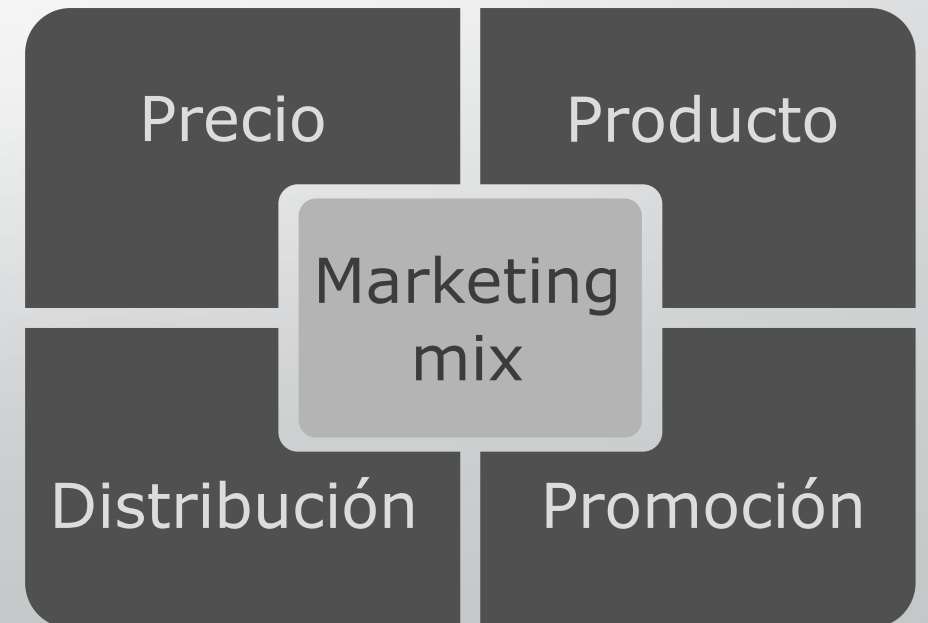 Precio
Producto
Marketing
mix
Distribución
Promoción